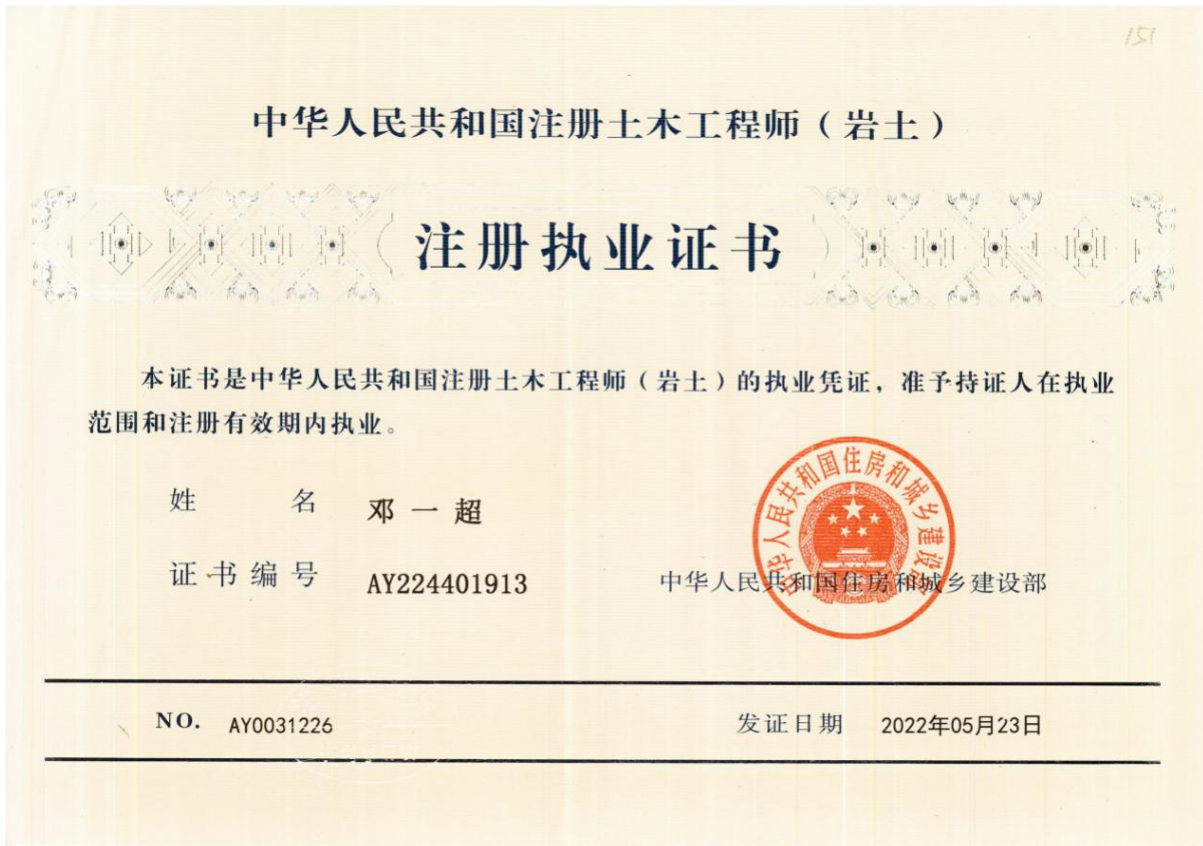 151
中华人民共和国注册土木工程师（岩土）
注册执业证书
本证书是中华人民共和国注册土木工程师（岩土）的执业凭证，准予持证人在执业
范围和注册有效期内执业。
中华人民共和国住房和城乡建设部
姓名 邓一超
证书编号 AY224401913
中华人民共和国住房和城乡建设部
NO. AY0031226
发证日期 2022年05月23日